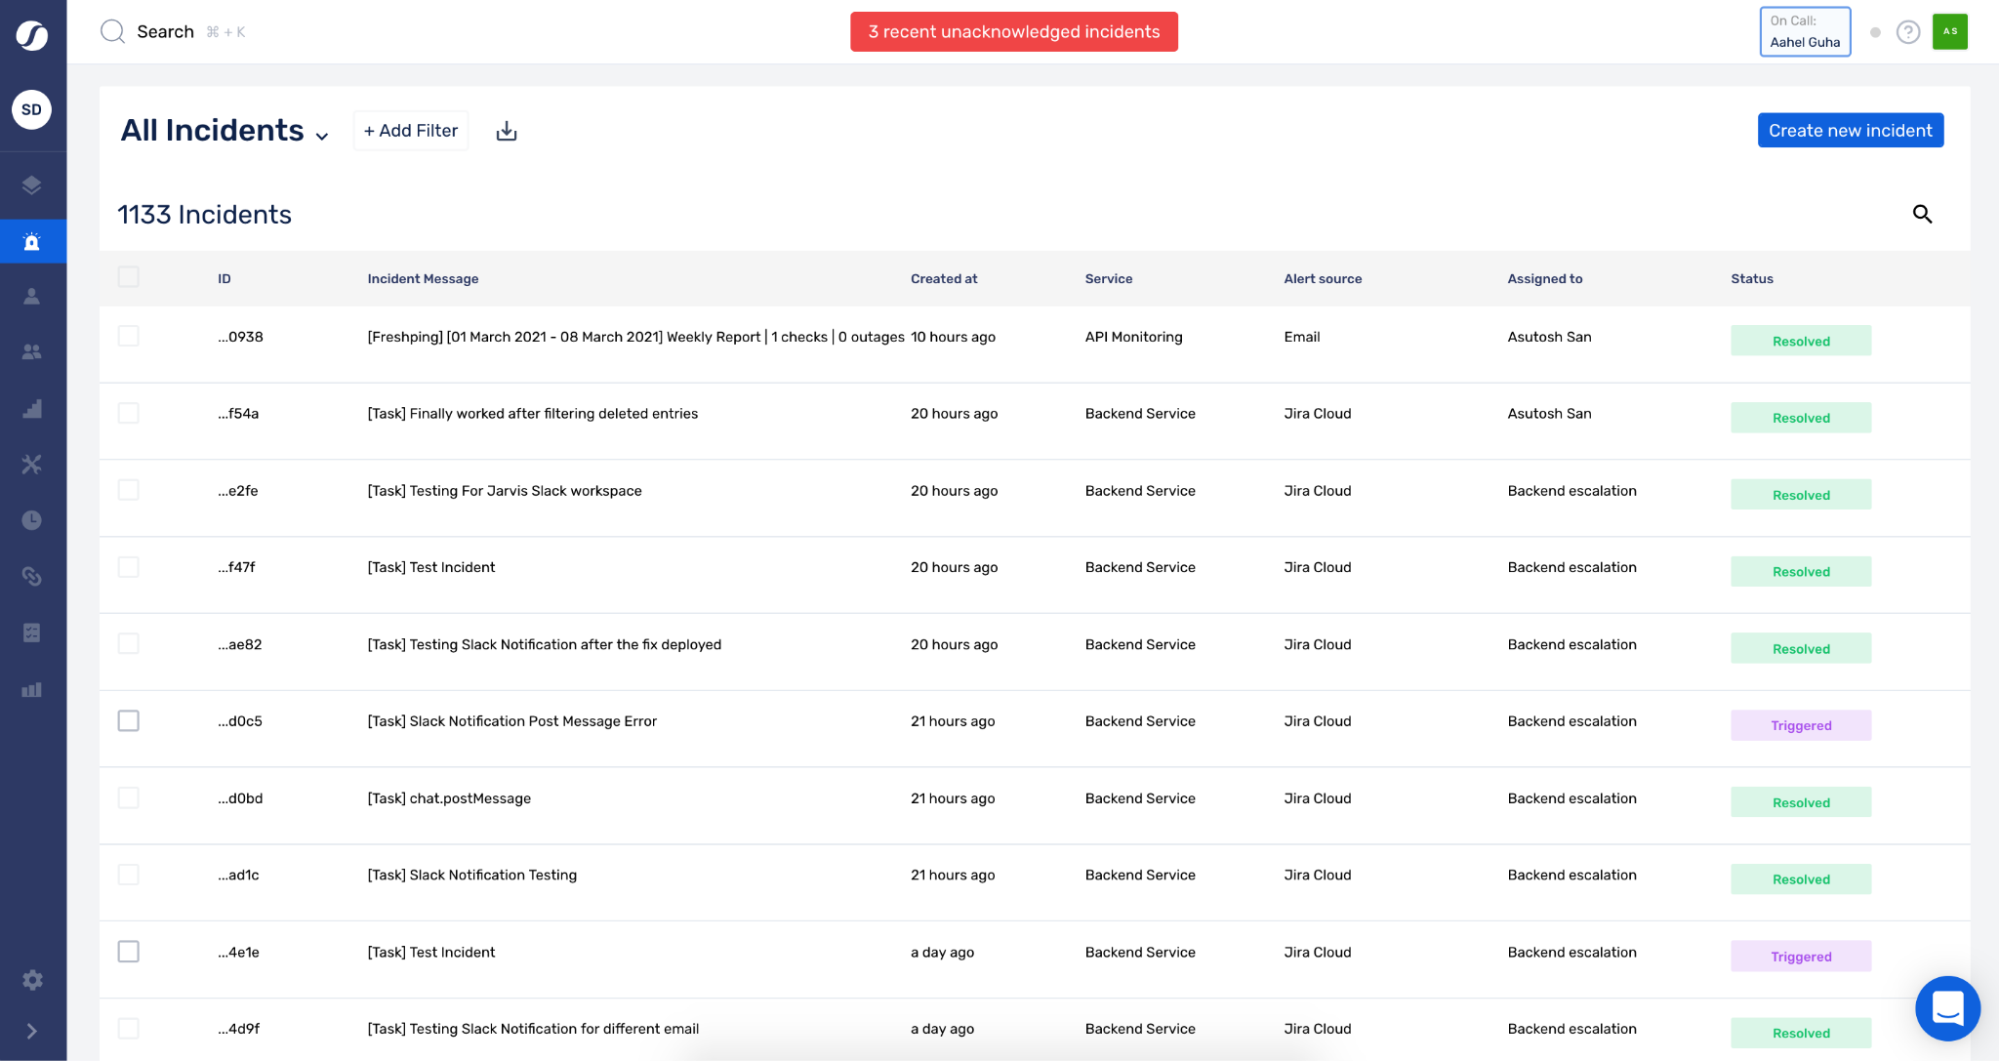 Search ⌘ + K
3 recent unacknowledged incidents
On Call:
Aahel Guha
AS
SD
All Incidents
+ Add Filter
Create new incident
1133 Incidents
ID Incident Message Created at Service Alert source Assigned to Status
...0938 [Freshping] [01 March 2021 - 08 March 2021] Weekly Report | 1 checks | 0 outages 10 hours ago API Monitoring Email Asutosh San Resolved
...f54a [Task] Finally worked after filtering deleted entries 20 hours ago Backend Service Jira Cloud Asutosh San Resolved
...e2fe [Task] Testing For Jarvis Slack workspace 20 hours ago Backend Service Jira Cloud Backend escalation Resolved
...f47f [Task] Test Incident 20 hours ago Backend Service Jira Cloud Backend escalation Resolved
...ae82 [Task] Testing Slack Notification after the fix deployed 20 hours ago Backend Service Jira Cloud Backend escalation Resolved
...d0c5 [Task] Slack Notification Post Message Error 21 hours ago Backend Service Jira Cloud Backend escalation Triggered
...d0bd [Task] chat.postMessage 21 hours ago Backend Service Jira Cloud Backend escalation Resolved
...ad1c [Task] Slack Notification Testing 21 hours ago Backend Service Jira Cloud Backend escalation Resolved
...4e1e [Task] Test Incident a day ago Backend Service Jira Cloud Backend escalation Triggered
...4d9f [Task] Testing Slack Notification for different email a day ago Backend Service Jira Cloud Backend escalation Resolved